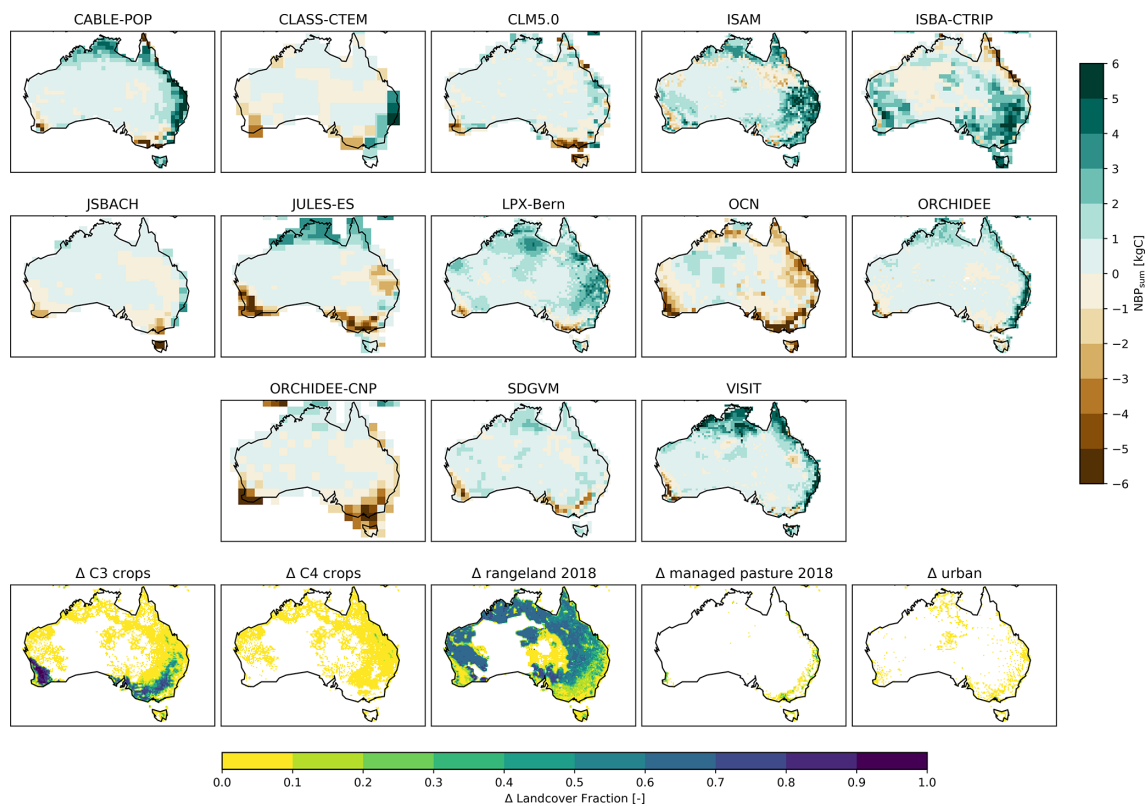 CABLE-POP CLASS-CTEM CLM5.0 ISAM ISBA-CTRIP
JSBACH JULES-ES LPX-Bern OCN ORCHIDEE
ORCHIDEE-CNP SDGVM VISIT
6
5
4
3
2
1
0
−1
−2
−3
−4
−5
−6
NBPsum [kgC]
Δ C3 crops Δ C4 crops Δ rangeland 2018 Δ managed pasture 2018 Δ urban
0.0 0.1 0.2 0.3 0.4 0.5 0.6 0.7 0.8 0.9 1.0
Δ Landcover Fraction [-]